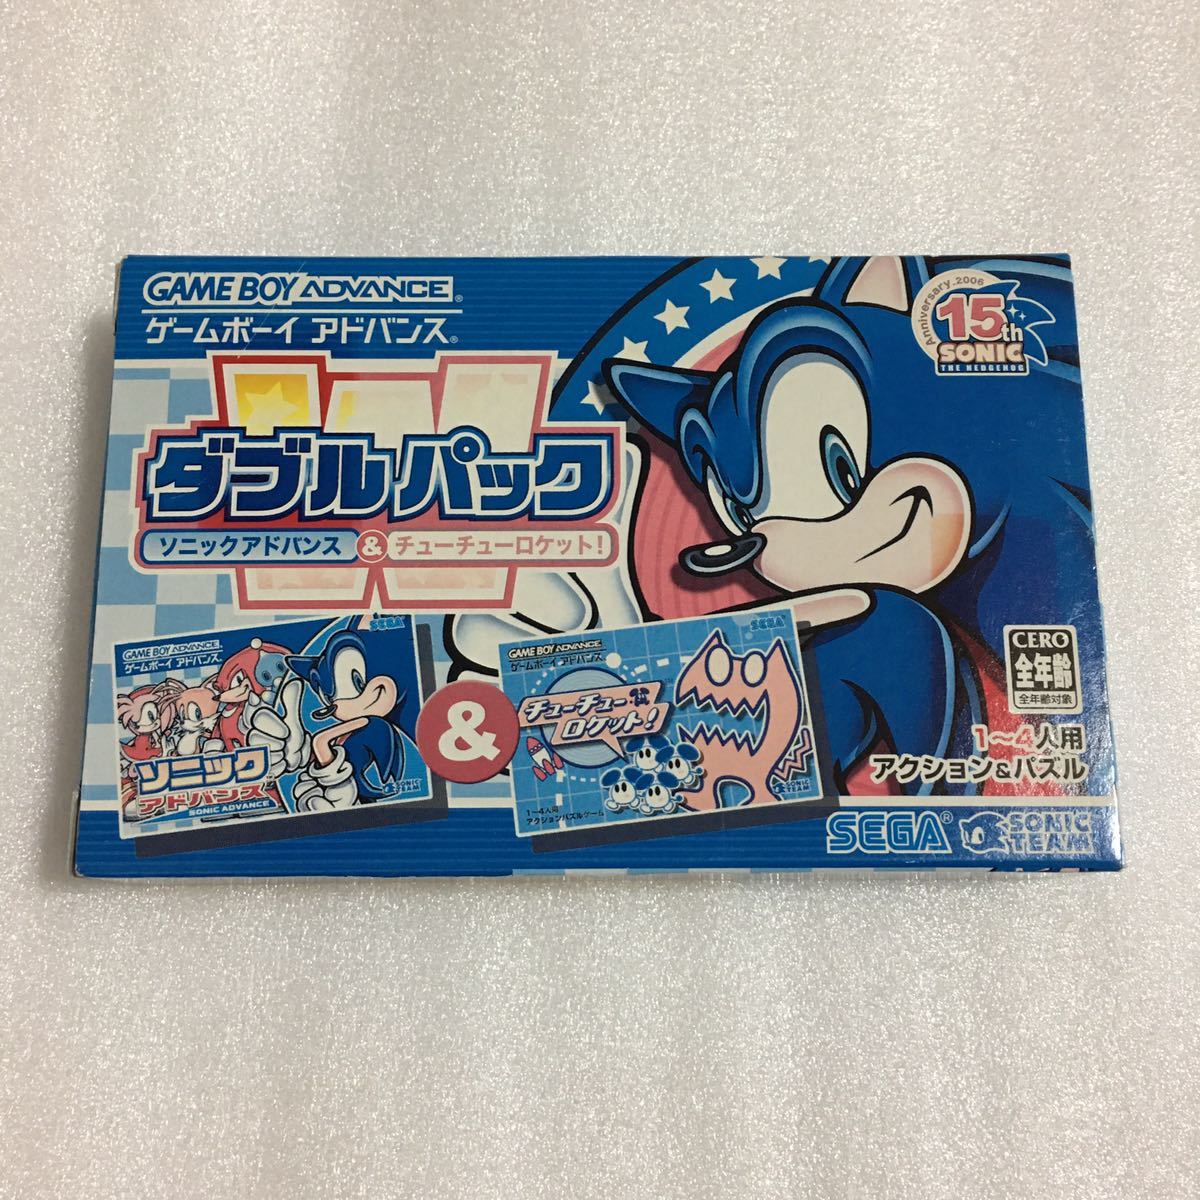 GAME BOY ADVANCE®
ゲームボーイ アドバンス®
Anniversary.2006
15th
SONIC
THE HEDGEHOG
W
ダブルパック
ソニックアドバンス & チューチューロケット!
SEGA
GAME BOY ADVANCE
ゲームボーイ アドバンス
ソニック
アドバンス
SONIC ADVANCE
SONIC TEAM
&
SEGA
GAME BOY ADVANCE
ゲームボーイ アドバンス
チューチュー
ロケット!
1〜4人用
アクションパズルゲーム
SONIC TEAM
CERO
全年齢
全年齢対象
1〜4人用
アクション&パズル
SEGA®
SONIC TEAM